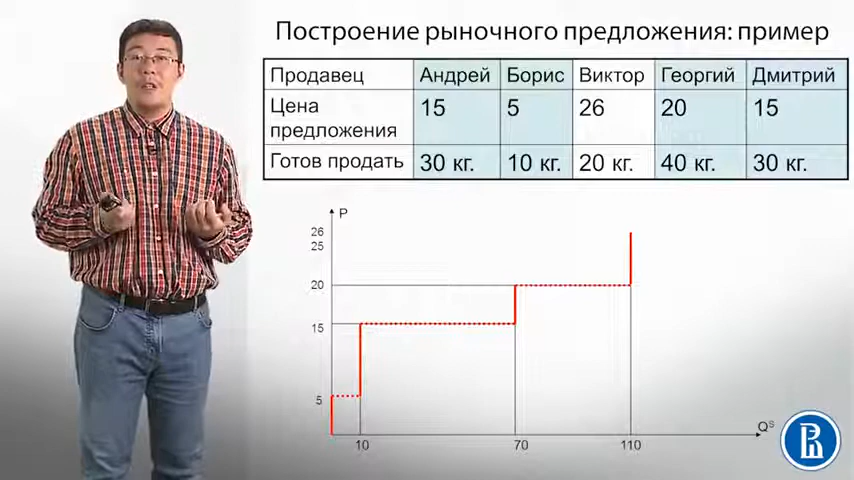 Построение рыночного предложения: пример
Продавец Андрей Борис Виктор Георгий Дмитрий
Цена предложения 15 5 26 20 15
Готов продать 30 кг. 10 кг. 20 кг. 40 кг. 30 кг.
P
26
25
20
15
5
10 70 110
Qs